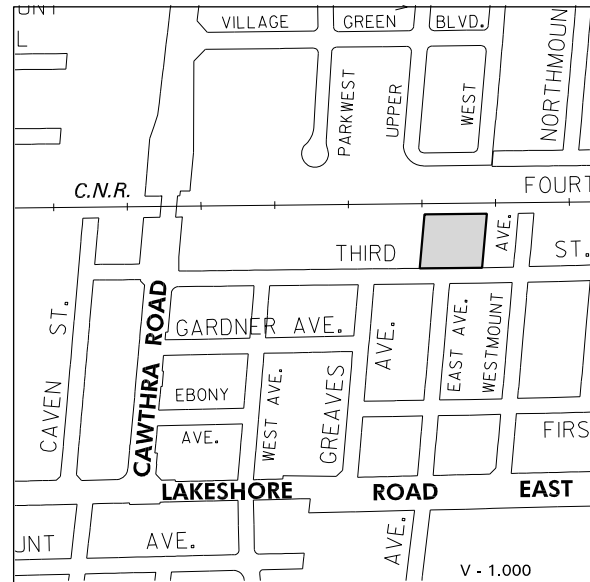 UNT
L
VILLAGE GREEN BLVD.
PARKWEST
UPPER
WEST
NORTHMOUN
C.N.R.
FOURT
THIRD
AVE.
ST.
CAVEN ST.
CAWTHRA ROAD
GARDNER AVE.
AVE.
EAST AVE.
WESTMOUNT
EBONY
AVE.
WEST AVE.
GREAVES
FIRS
LAKESHORE ROAD EAST
UNT AVE.
AVE.
V - 1.000